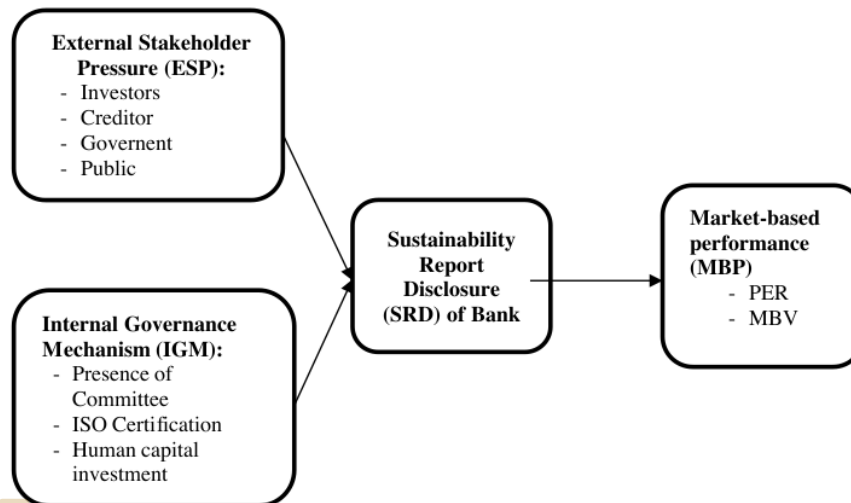 External Stakeholder
Pressure (ESP):
- Investors
- Creditor
- Governent
- Public
Internal Governance
Mechanism (IGM):
- Presence of
Committee
- ISO Certification
- Human capital
investment
Sustainability
Report
Disclosure
(SRD) of Bank
Market-based
performance
(MBP)
- PER
- MBV